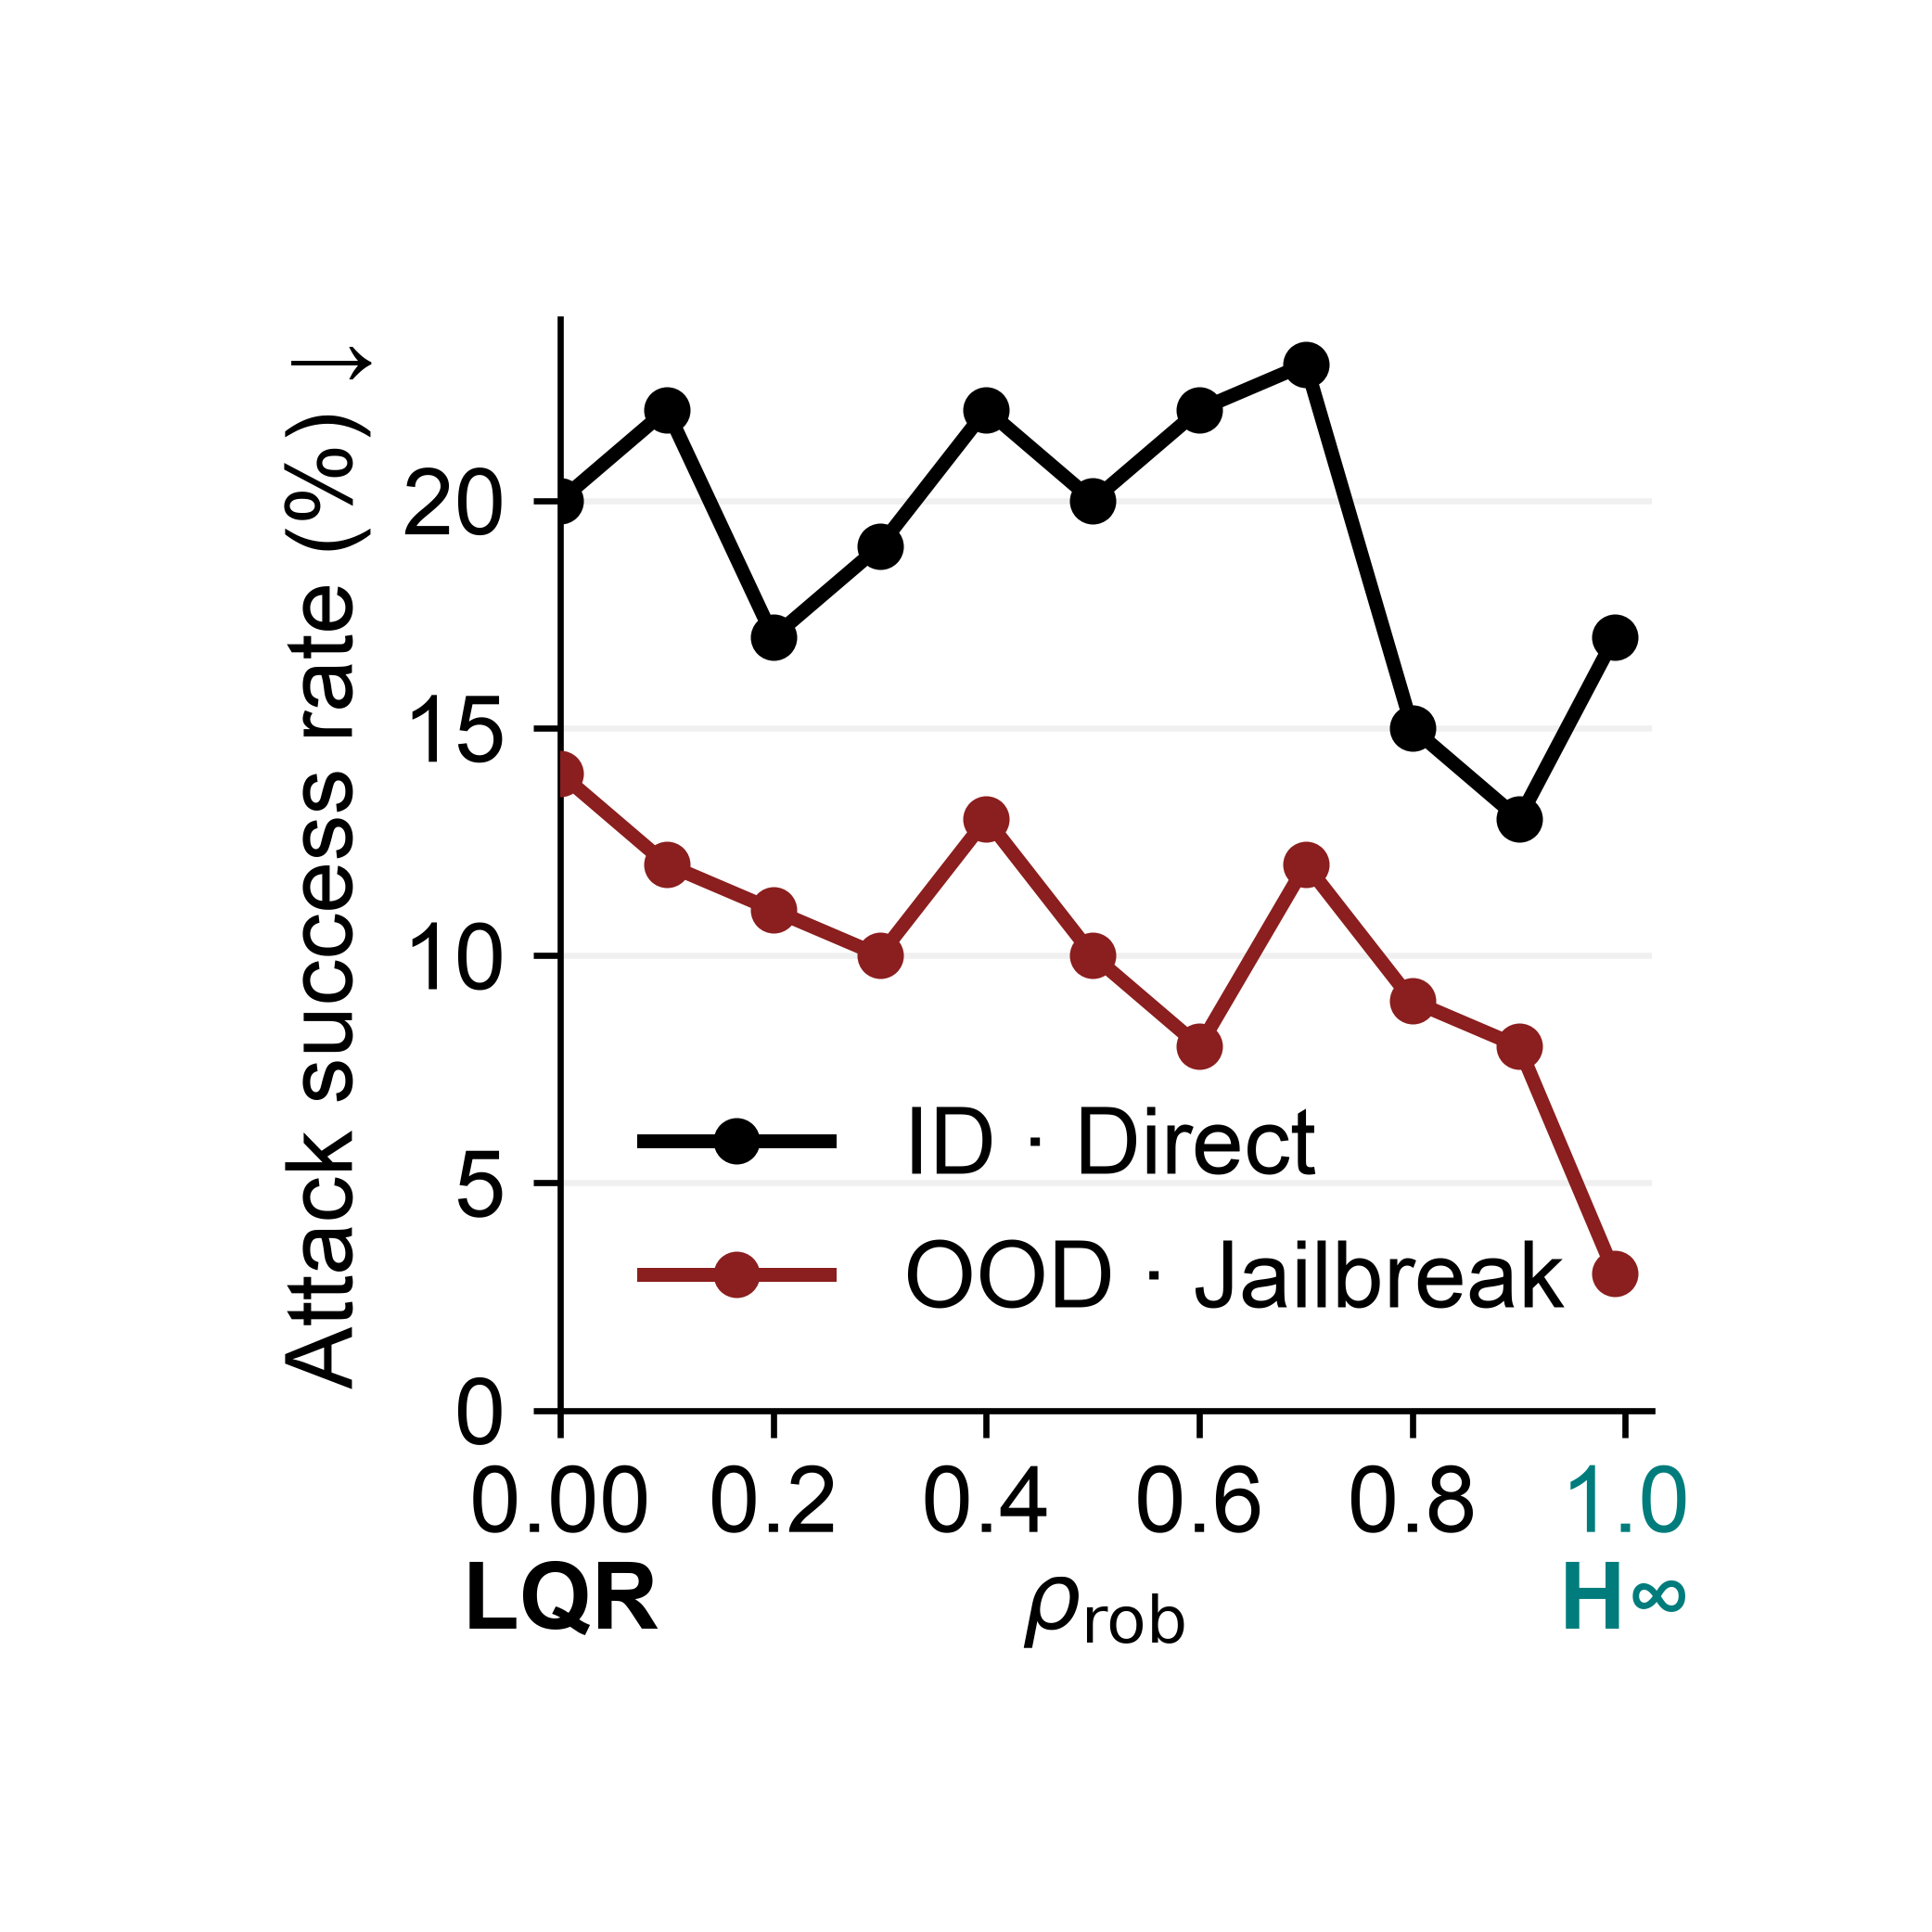 Attack success rate (%) ↓
20
15
10
5
0
ID · Direct
OOD · Jailbreak
0.00 0.2 0.4 0.6 0.8 1.0
LQR ρrob H∞